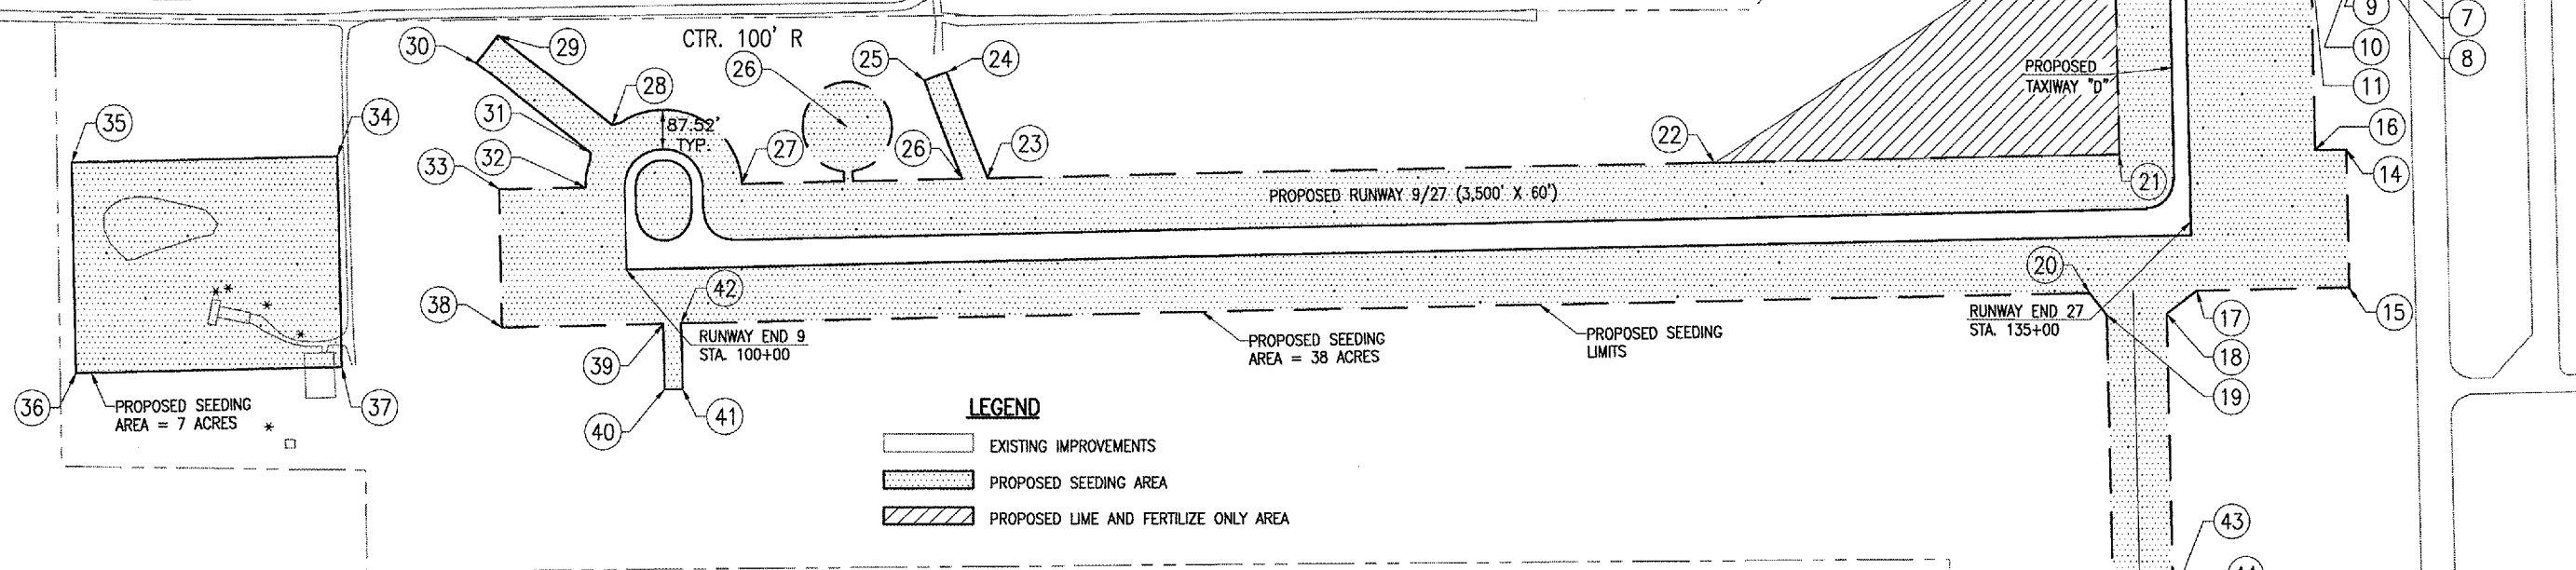 30
29
CTR. 100' R
26
25
24
9
7
10
8
11
PROPOSED
TAXIWAY "D"
28
31
87.52'
TYP.
35
34
33
32
27
26
23
22
16
14
21
PROPOSED RUNWAY 9/27 (3,500' X 60')
20
38
42
RUNWAY END 9
STA. 100+00
PROPOSED SEEDING
AREA = 38 ACRES
PROPOSED SEEDING
LIMITS
RUNWAY END 27
STA. 135+00
17
15
18
19
39
40
41
36
PROPOSED SEEDING
AREA = 7 ACRES
37
LEGEND
EXISTING IMPROVEMENTS
PROPOSED SEEDING AREA
PROPOSED LIME AND FERTILIZE ONLY AREA
43
44